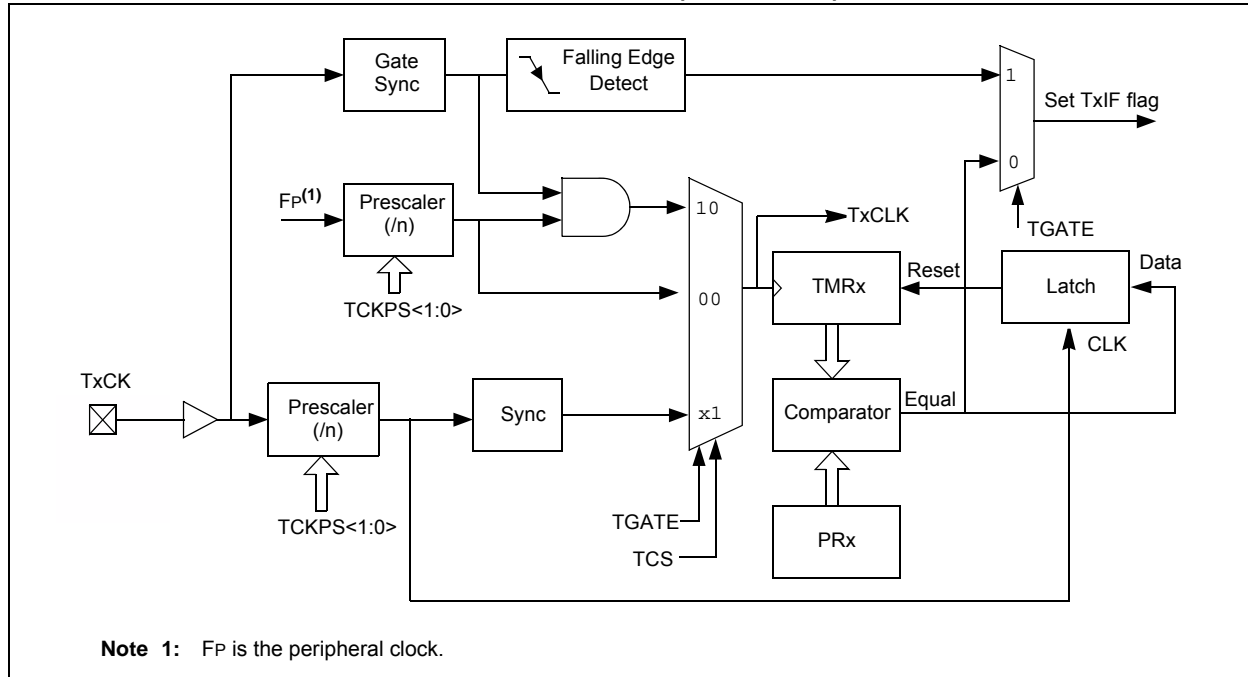 Gate
Sync
Falling Edge
Detect
1
Set TxIF flag
0
FP(1)
Prescaler
(/n)
10
TxCLK
TGATE
TCKPS<1:0>
00
TMRx
Reset
Latch
Data
CLK
TxCK
Prescaler
(/n)
Sync
x1
Comparator
Equal
TCKPS<1:0>
TGATE
TCS
PRx
Note 1: FP is the peripheral clock.